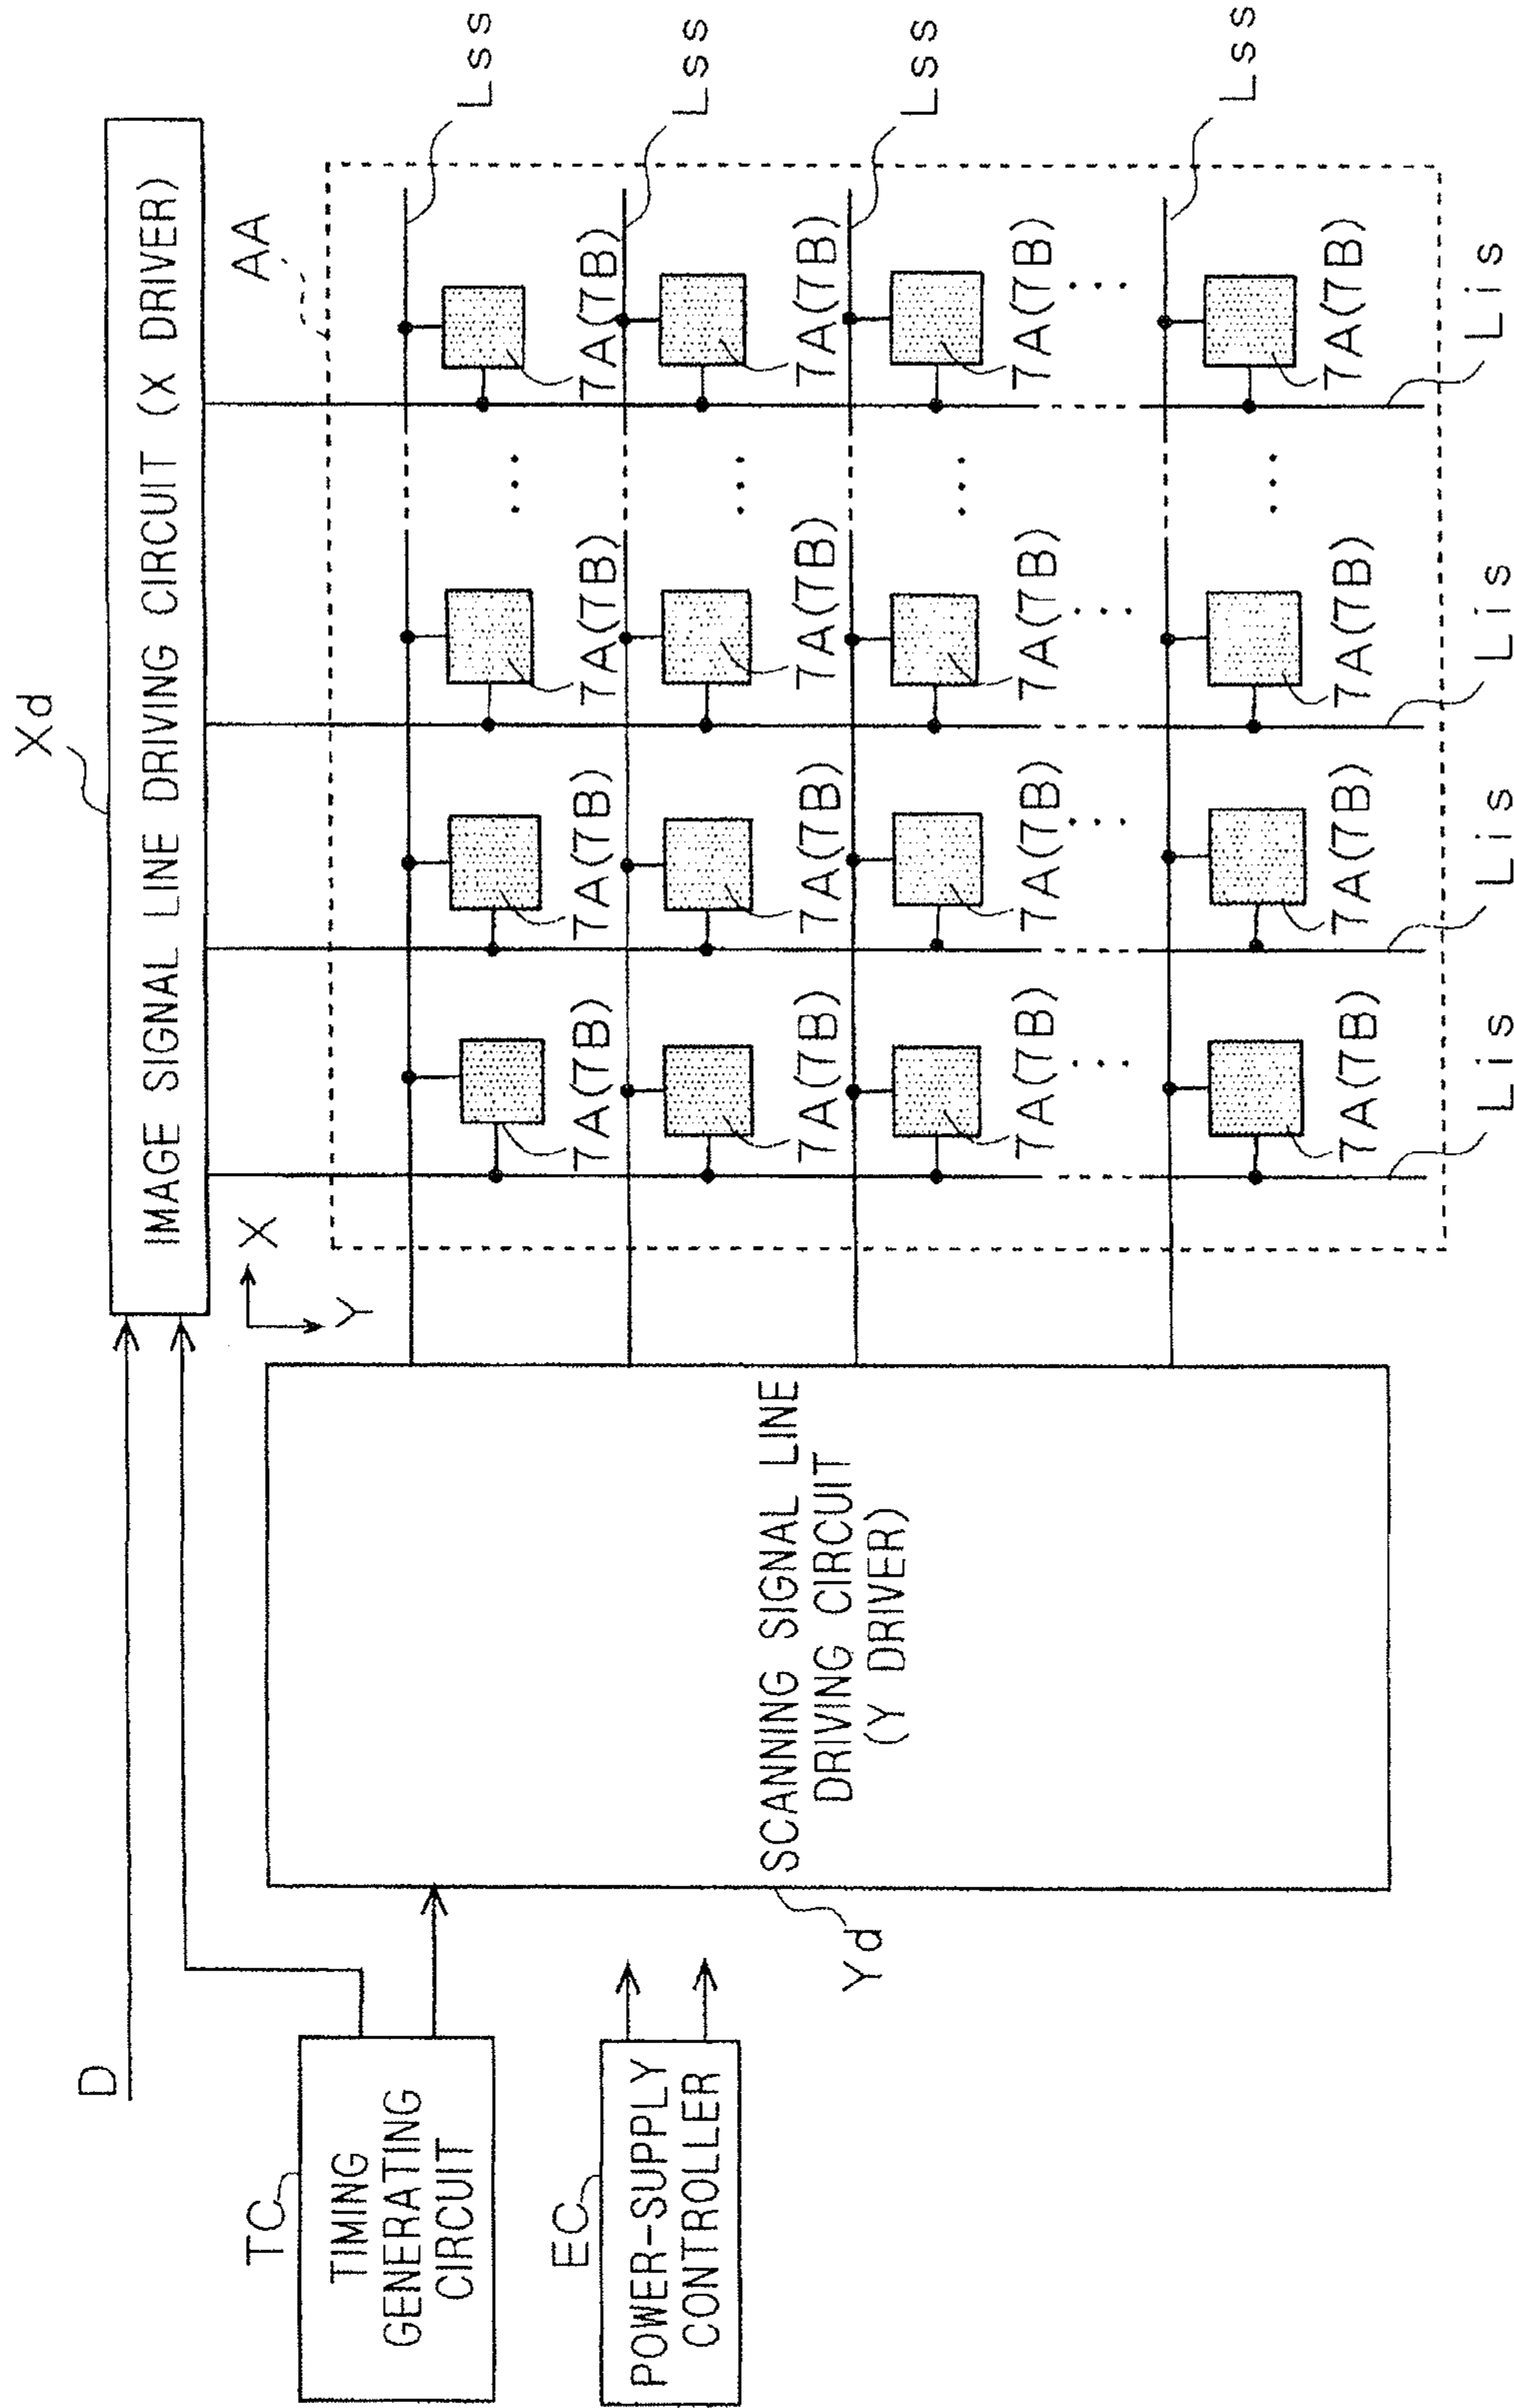 Xd
D
IMAGE SIGNAL LINE DRIVING CIRCUIT (X DRIVER)
TC
X
AA
TIMING
GENERATING
CIRCUIT
Y
Lss
7A(7B)
7A(7B)
7A(7B)
7A(7B)
EC
POWER-SUPPLY
CONTROLLER
Lss
SCANNING SIGNAL LINE
DRIVING CIRCUIT
(Y DRIVER)
Yd
7A(7B)
7A(7B)
7A(7B)
7A(7B)
Lss
7A(7B)
7A(7B)
7A(7B)
7A(7B)
Lss
7A(7B)
7A(7B)
7A(7B)
7A(7B)
Lis
Lis
Lis
Lis